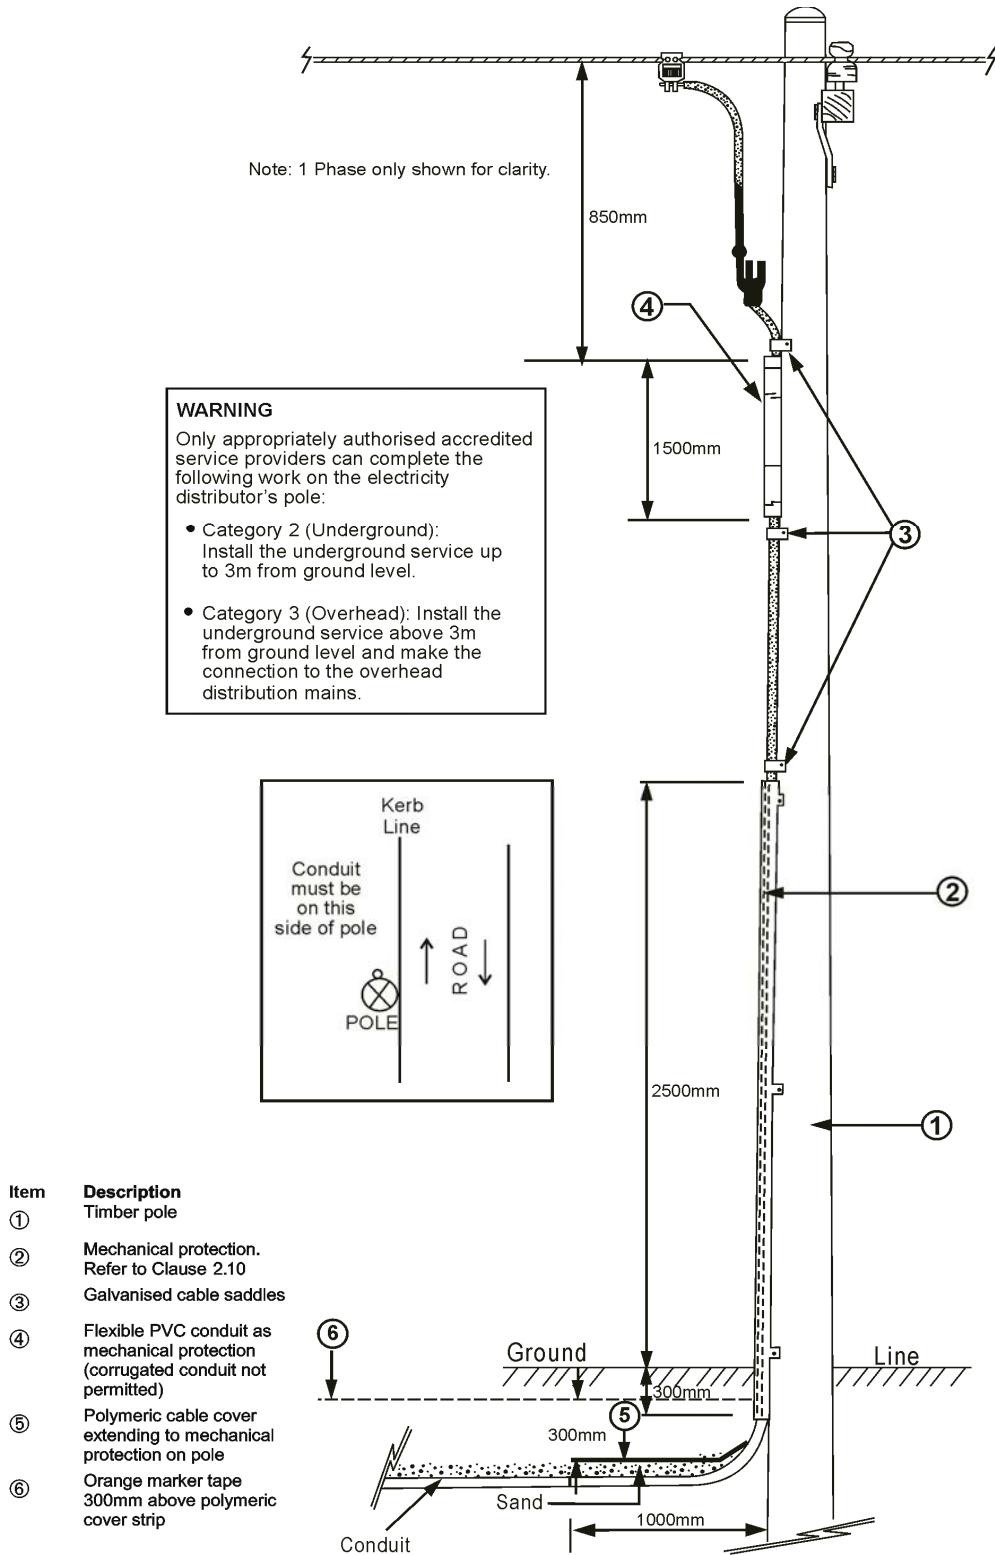 Note: 1 Phase only shown for clarity.
850mm
4
1500mm
WARNING
Only appropriately authorised accredited
service providers can complete the
following work on the electricity
distributor's pole:
• Category 2 (Underground):
Install the underground service up
to 3m from ground level.
• Category 3 (Overhead): Install the
underground service above 3m
from ground level and make the
connection to the overhead
distribution mains.
3
Kerb
Line
Conduit
must be
on this
side of pole
ROAD
POLE
2
2500mm
1
Item Description
1 Timber pole
2 Mechanical protection.
Refer to Clause 2.10
3 Galvanised cable saddles
4 Flexible PVC conduit as
mechanical protection
(corrugated conduit not
permitted)
5 Polymeric cable cover
extending to mechanical
protection on pole
6 Orange marker tape
300mm above polymeric
cover strip
6
Ground
Line
300mm
5
300mm
Sand
1000mm
Conduit